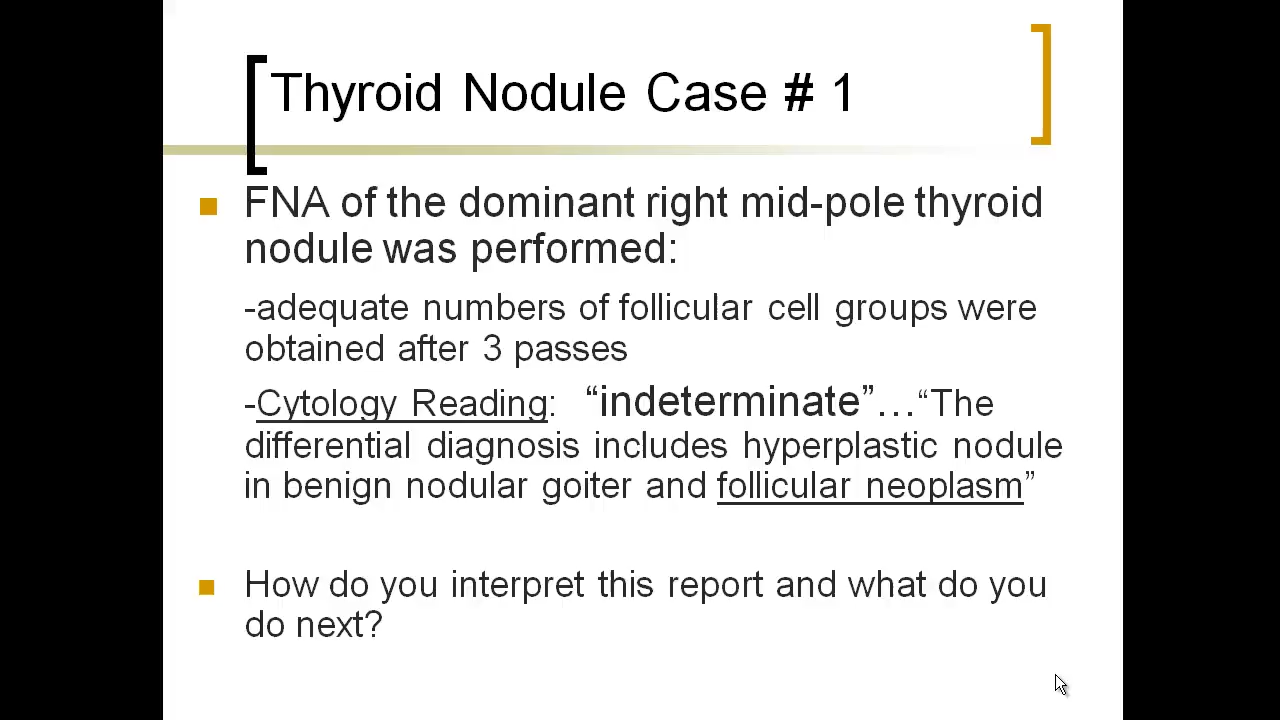 Thyroid Nodule Case # 1
FNA of the dominant right mid-pole thyroid
nodule was performed:
-adequate numbers of follicular cell groups were
obtained after 3 passes
-Cytology Reading: “indeterminate”…“The
differential diagnosis includes hyperplastic nodule
in benign nodular goiter and follicular neoplasm”
How do you interpret this report and what do you
do next?